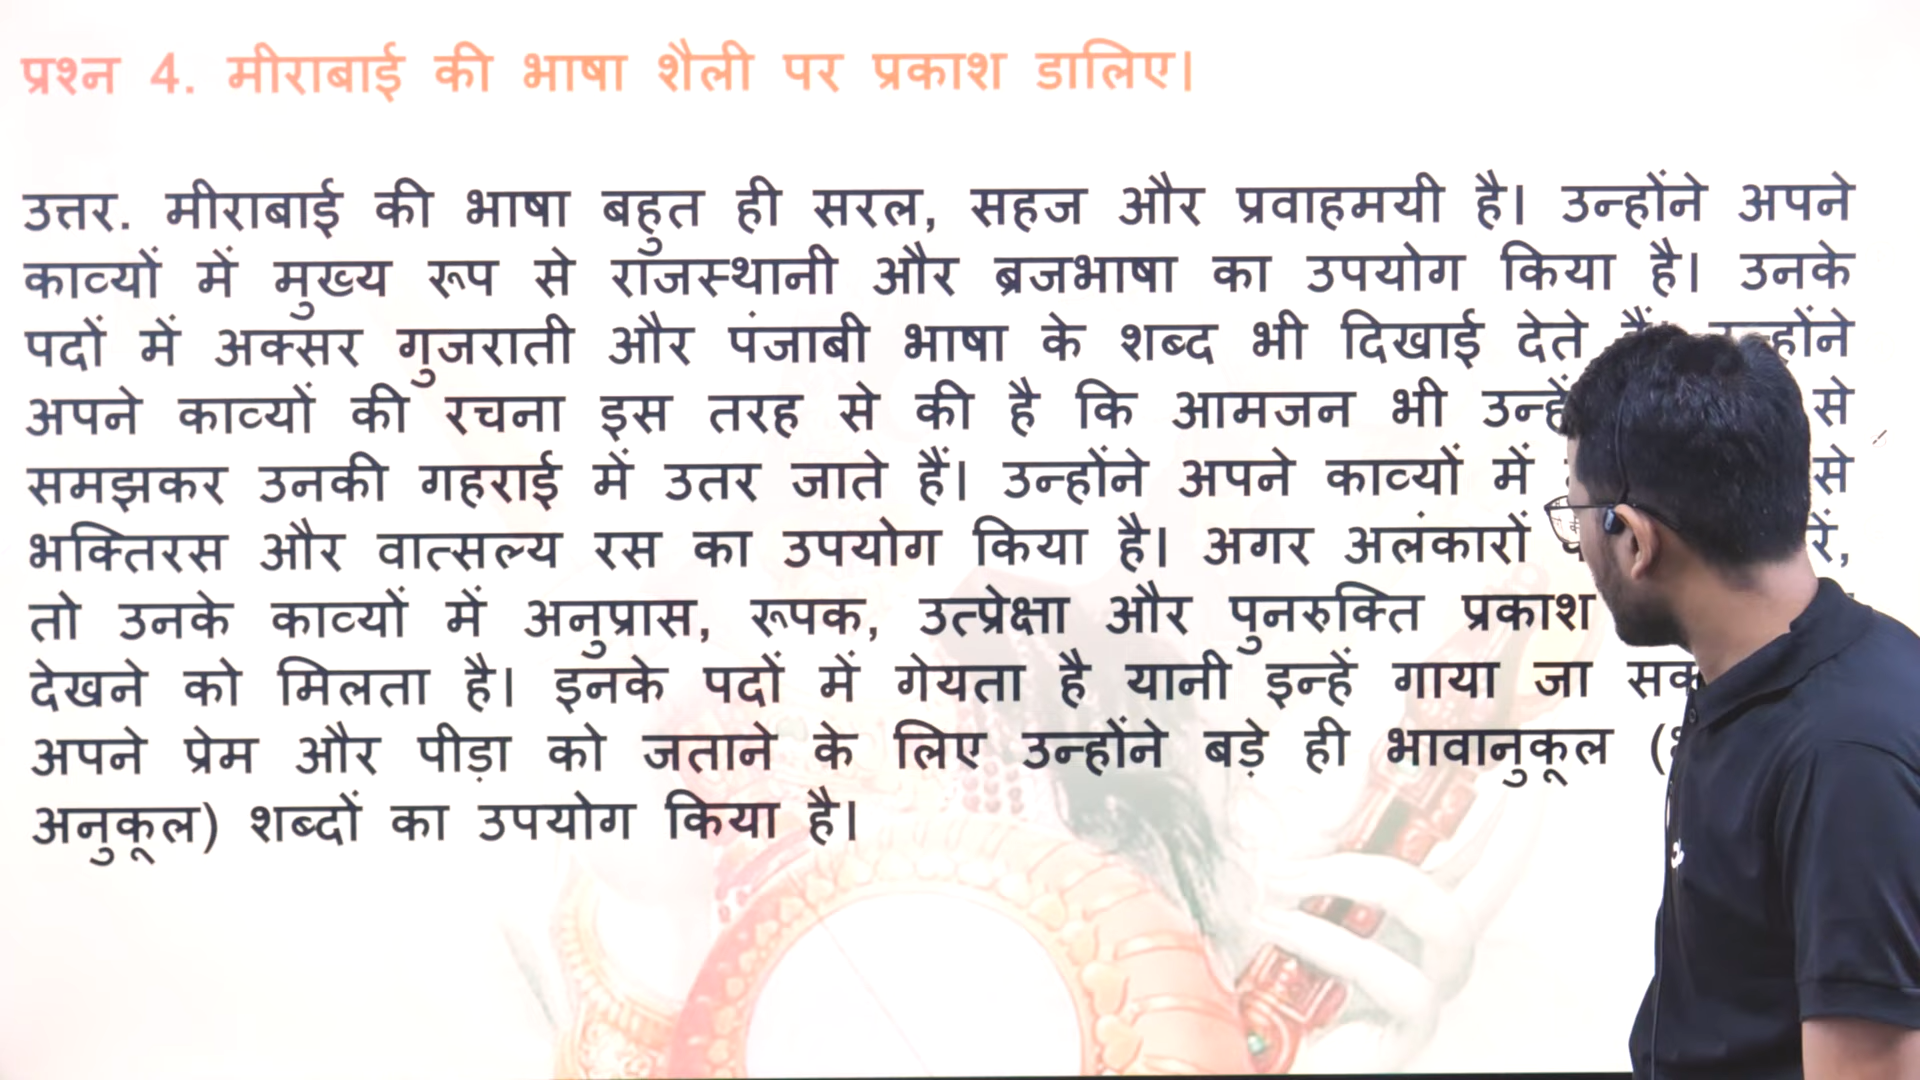 प्रश्न 4. मीराबाई की भाषा शैली पर प्रकाश डालिए।
उत्तर. मीराबाई की भाषा बहुत ही सरल, सहज और प्रवाहमयी है। उन्होंने अपने
काव्यों में मुख्य रूप से राजस्थानी और ब्रजभाषा का उपयोग किया है। उनके
पदों में अक्सर गुजराती और पंजाबी भाषा के शब्द भी दिखाई देते
अपने काव्यों की रचना इस तरह से की है कि आमजन भी उन्हें से
समझकर उनकी गहराई में उतर जाते हैं। उन्होंने अपने काव्यों में से
भक्तिरस और वात्सल्य रस का उपयोग किया है। अगर अलंकारों
तो उनके काव्यों में अनुप्रास, रूपक, उत्प्रेक्षा और पुनरुक्ति प्रकाश
देखने को मिलता है। इनके पदों में गेयता है यानी इन्हें गाया जा
अपने प्रेम और पीड़ा को जताने के लिए उन्होंने बड़े ही भावानुकूल
अनुकूल) शब्दों का उपयोग किया है।